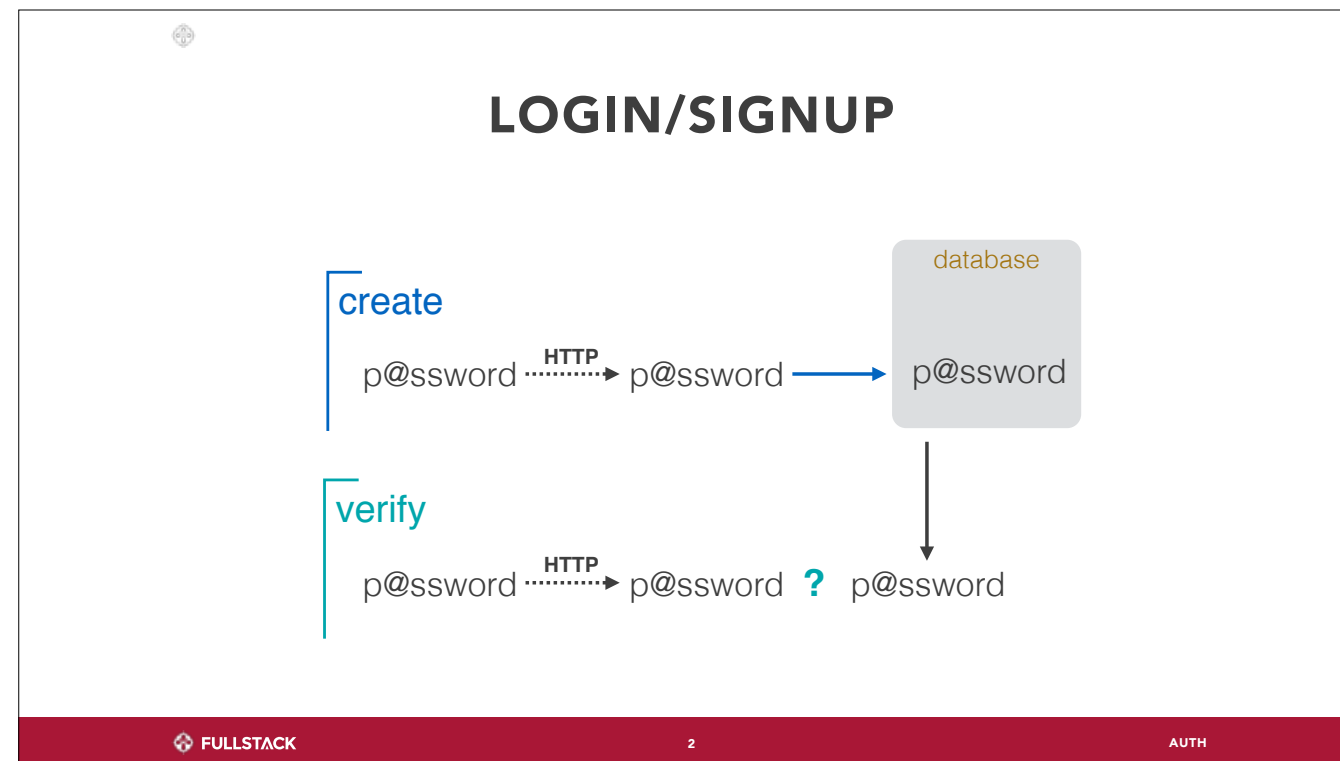 LOGIN/SIGNUP
database
create
HTTP
p@ssword p@ssword p@ssword
verify
HTTP
p@ssword p@ssword ? p@ssword
FULLSTACK 2 AUTH